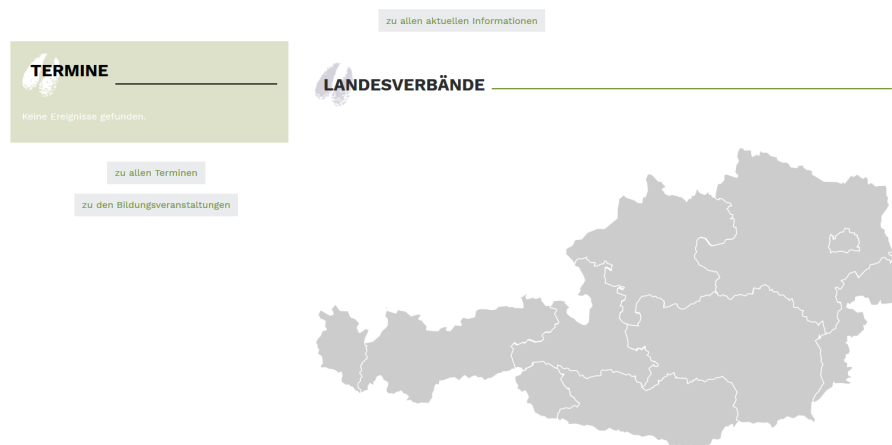 zu allen aktuellen Informationen
TERMINE
Keine Ereignisse gefunden.
zu allen Terminen
zu den Bildungsveranstaltungen
LANDESVERBÄNDE